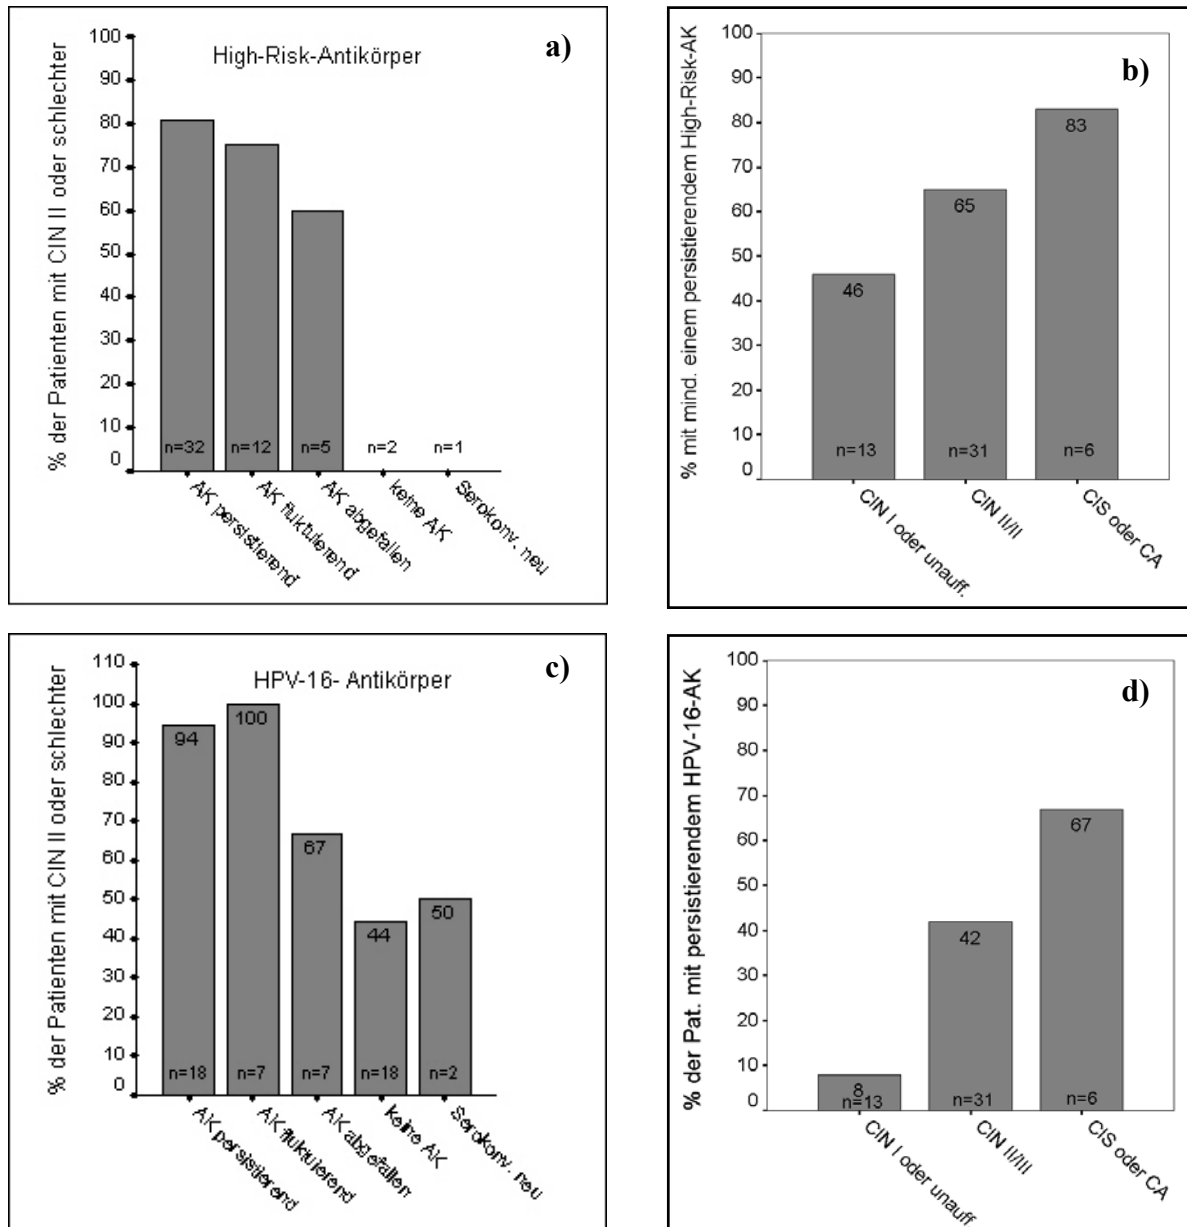 a)
High-Risk-Antikörper
% der Patienten mit CIN II oder schlechter
100
90
80
70
60
50
40
30
20
10
0
n=32
n=12
n=5
n=2
n=1
AK persistierend
AK fluktuierend
AK abgefallen
keine AK
Serokonv. neu
b)
% mit mind. einem persistierendem High-Risk-AK
100
90
80
70
60
50
40
30
20
10
0
46
65
83
n=13
n=31
n=6
CIN I oder unauff.
CIN II/II
CIS oder CA
c)
HPV-16- Antikörper
% der Patienten mit CIN II oder schlechter
110
100
90
80
70
60
50
40
30
20
10
0
94
100
67
44
50
n=18
n=7
n=7
n=18
n=2
AK persistierend
AK fluktuierend
AK abgefallen
keine AK
Serokonv. neu
d)
% der Pat. mit persistierendem HPV-16-AK
100
90
80
70
60
50
40
30
20
10
0
8
42
67
n=13
n=31
n=6
CIN I oder unauff
CIN II/III
CIS oder CA